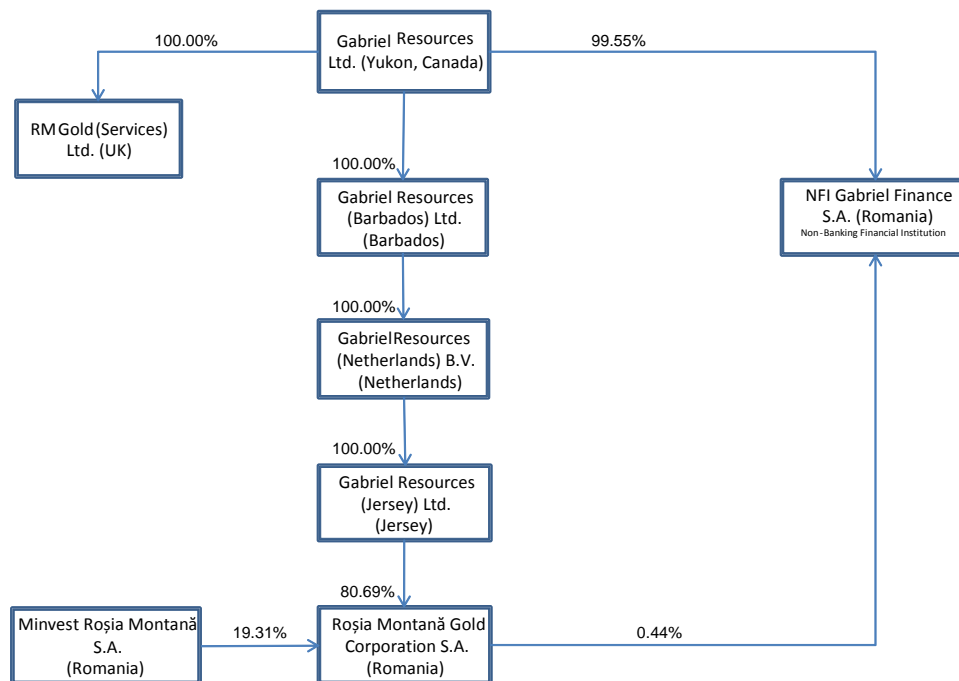 100.00%
Gabriel Resources
Ltd. (Yukon, Canada)
99.55%
RM Gold (Services)
Ltd. (UK)
100.00%
Gabriel Resources
(Barbados) Ltd.
(Barbados)
NFI Gabriel Finance
S.A. (Romania)
Non-Banking Financial Institution
100.00%
Gabriel Resources
(Netherlands) B.V.
(Netherlands)
100.00%
Gabriel Resources
(Jersey) Ltd.
(Jersey)
80.69%
Minvest Roșia Montană
S.A.
(Romania)
19.31%
Roșia Montană Gold
Corporation S.A.
(Romania)
0.44%